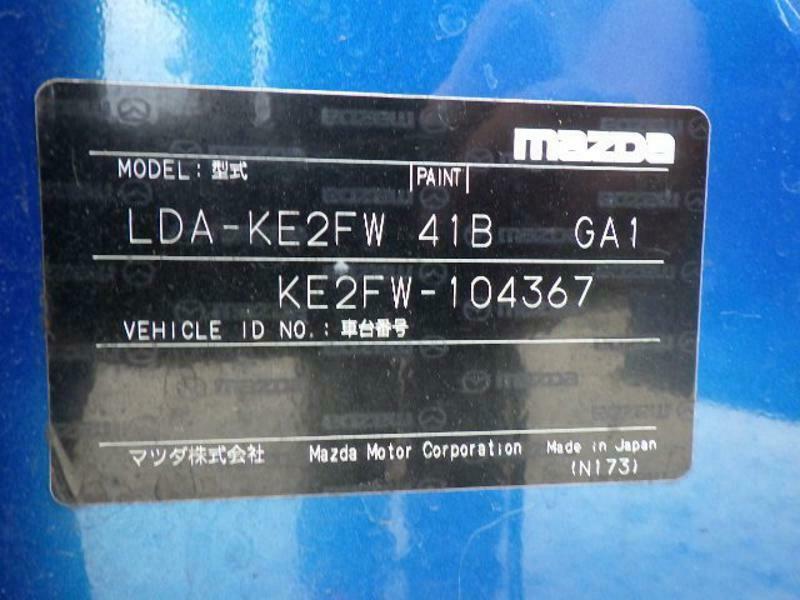 mazda
MODEL: 型式 PAINT
LDA-KE2FW 41B GA1
KE2FW-104367
VEHICLE ID NO.: 車台番号
マツダ株式会社 Mazda Motor Corporation Made in Japan
(N173)